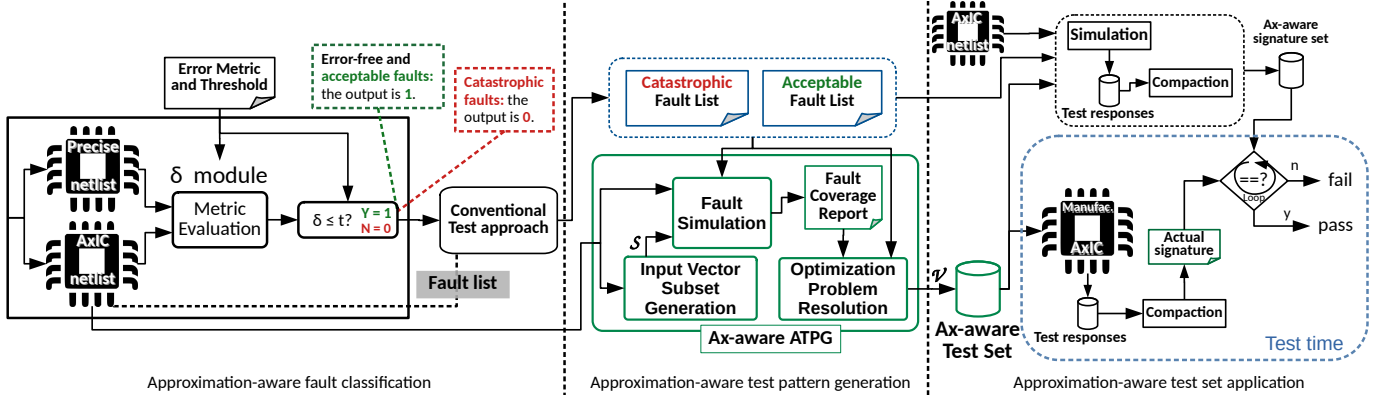 Error Metric
and Threshold
Error-free and
acceptable faults:
the output is 1.
Catastrophic
faults: the
output is 0.
Precise
netlist
AxIC
netlist
δ module
Metric
Evaluation
δ ≤ t?
Y = 1
N = 0
Conventional
Test approach
Fault list
Approximation-aware fault classification
Catastrophic
Fault List
Acceptable
Fault List
Fault
Simulation
Fault
Coverage
Report
S
Input Vector
Subset
Generation
Optimization
Problem
Resolution
Ax-aware ATPG
V
Ax-aware
Test Set
Approximation-aware test pattern generation
AxIC
netlist
Simulation
Test responses
Compaction
Ax-aware
signature set
==?
Loop
n
fail
y
pass
Manufac.
AxIC
Actual
signature
Test responses
Compaction
Test time
Approximation-aware test set application